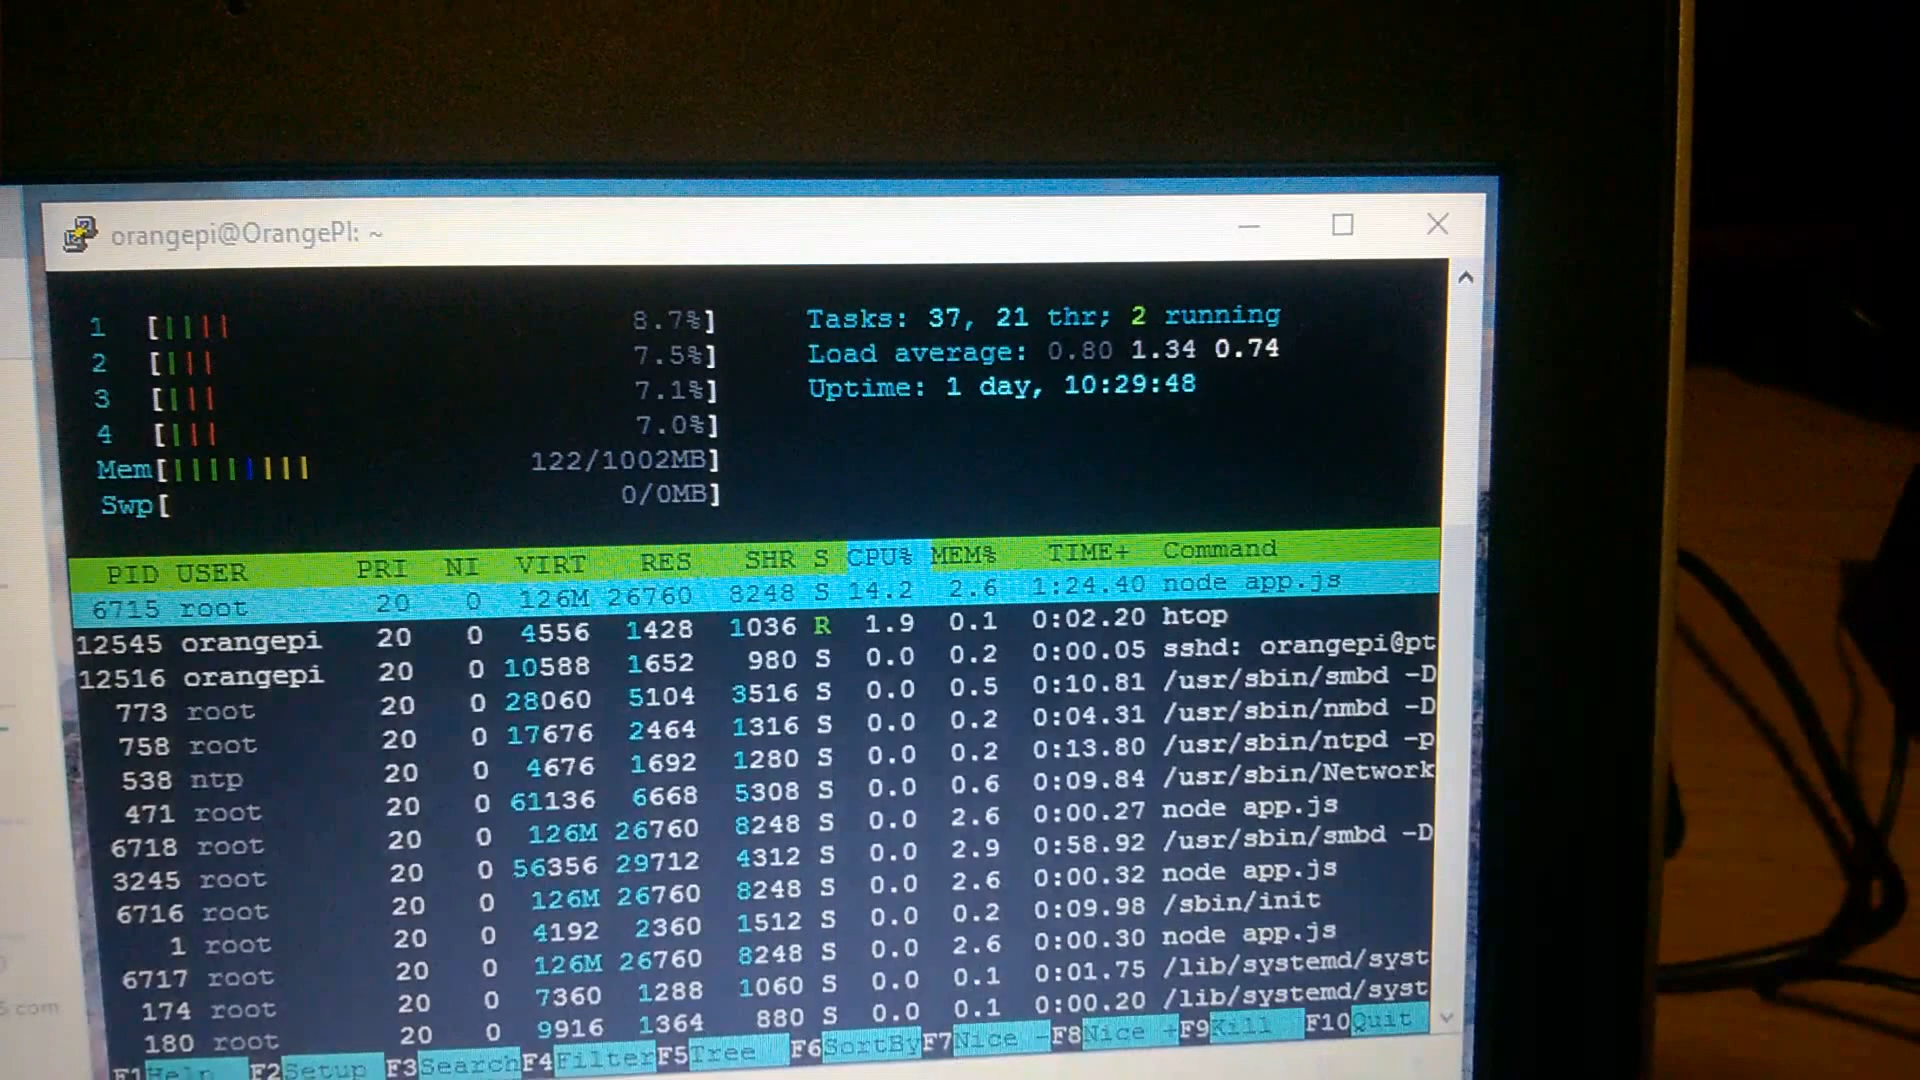 orangepi@OrangePI: ~
1 [|||| 8.7%] Tasks: 37, 21 thr; 2 running
2 [||| 7.5%] Load average: 0.80 1.34 0.74
3 [||| 7.1%] Uptime: 1 day, 10:29:48
4 [||| 7.0%]
Mem[|||||||| 122/1002MB]
Swp[ 0/0MB]
PID USER PRI NI VIRT RES SHR S CPU% MEM% TIME+ Command
6715 root 20 0 126M 26760 8248 S 14.2 2.6 1:24.40 node app.js
12545 orangepi 20 0 4556 1428 1036 R 1.9 0.1 0:02.20 htop
12516 orangepi 20 0 10588 1652 980 S 0.0 0.2 0:00.05 sshd: orangepi@pt
773 root 20 0 28060 5104 3516 S 0.0 0.5 0:10.81 /usr/sbin/smbd -D
758 root 20 0 17676 2464 1316 S 0.0 0.2 0:04.31 /usr/sbin/nmbd -D
538 ntp 20 0 4676 1692 1280 S 0.0 0.2 0:13.80 /usr/sbin/ntpd -p
471 root 20 0 61136 6668 5308 S 0.0 0.6 0:09.84 /usr/sbin/Network
6718 root 20 0 126M 26760 8248 S 0.0 2.6 0:00.27 node app.js
3245 root 20 0 56356 29712 4312 S 0.0 2.9 0:58.92 /usr/sbin/smbd -D
6716 root 20 0 126M 26760 8248 S 0.0 2.6 0:00.32 node app.js
1 root 20 0 4192 2360 1512 S 0.0 0.2 0:09.98 /sbin/init
6717 root 20 0 126M 26760 8248 S 0.0 2.6 0:00.30 node app.js
174 root 20 0 7360 1288 1060 S 0.0 0.1 0:01.75 /lib/systemd/syst
180 root 20 0 9916 1364 880 S 0.0 0.1 0:00.20 /lib/systemd/syst
F1Help F2Setup F3SearchF4FilterF5Tree F6SortByF7Nice -F8Nice +F9Kill F10Quit